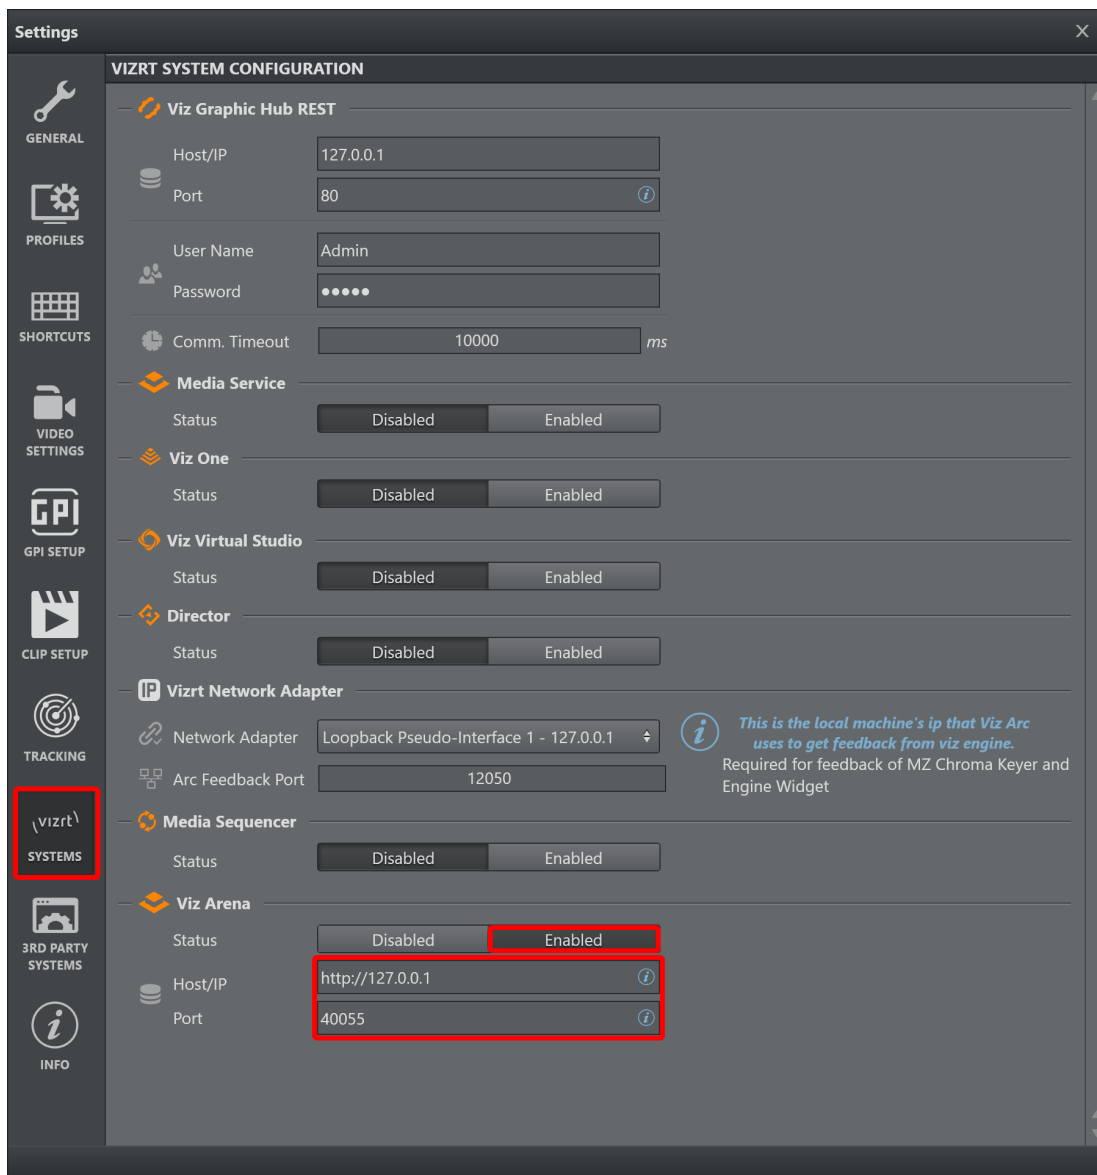 Settings
X
VIZRT SYSTEM CONFIGURATION
GENERAL
PROFILES
SHORTCUTS
VIDEO
SETTINGS
GPI
GPI SETUP
CLIP SETUP
TRACKING
vizrt
SYSTEMS
3RD PARTY
SYSTEMS
i
INFO
Viz Graphic Hub REST
Host/IP 127.0.0.1
Port 80 i
User Name Admin
Password •••••
Comm. Timeout 10000 ms
Media Service
Status Disabled Enabled
Viz One
Status Disabled Enabled
Viz Virtual Studio
Status Disabled Enabled
Director
Status Disabled Enabled
IP Vizrt Network Adapter
Network Adapter Loopback Pseudo-Interface 1 - 127.0.0.1
Arc Feedback Port 12050
i
This is the local machine's ip that Viz Arc
uses to get feedback from viz engine.
Required for feedback of MZ Chroma Keyer and
Engine Widget
Media Sequencer
Status Disabled Enabled
Viz Arena
Status Disabled Enabled
Host/IP http://127.0.0.1 i
Port 40055 i